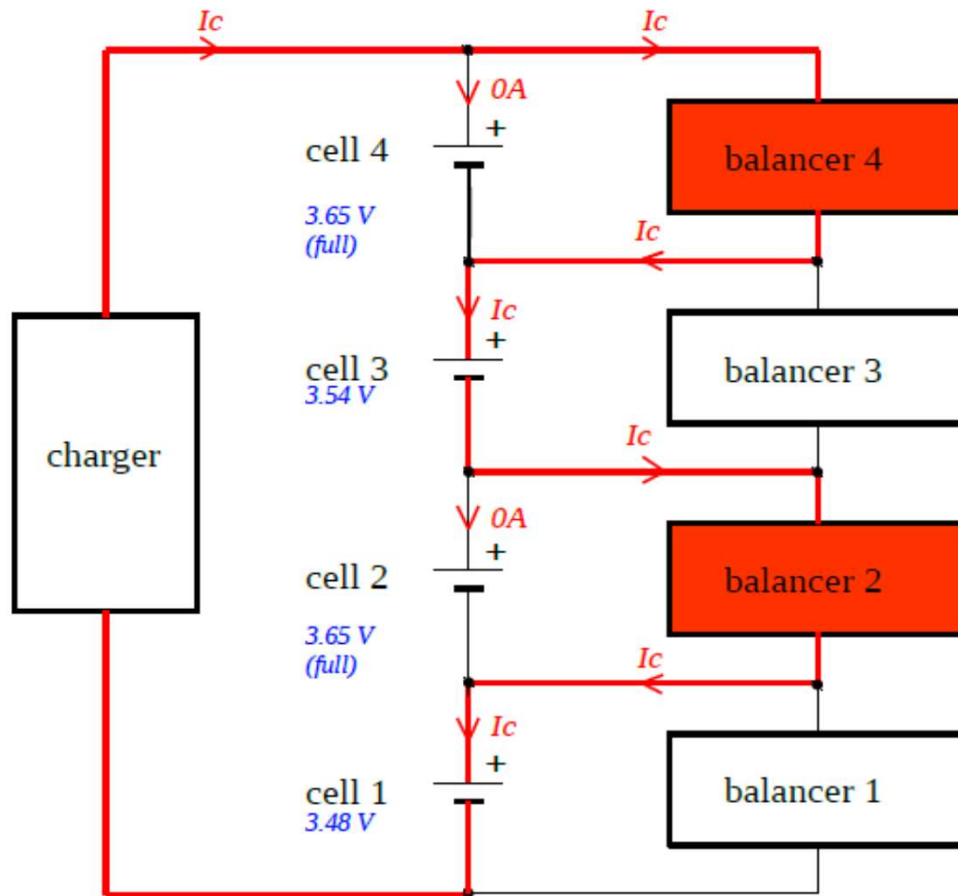 Ic
Ic
0A
+
cell 4
balancer 4
3.65 V
(full)
Ic
Ic
+
cell 3
3.54 V
balancer 3
charger
Ic
0A
+
cell 2
balancer 2
3.65 V
(full)
Ic
Ic
+
cell 1
3.48 V
balancer 1